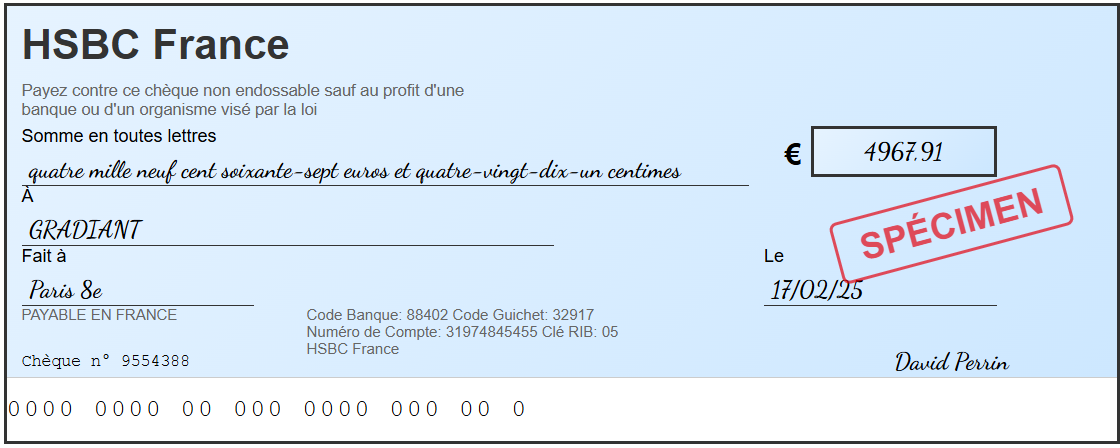 HSBC France
Payez contre ce chèque non endossable sauf au profit d'une
banque ou d'un organisme visé par la loi
Somme en toutes lettres
quatre mille neuf cent soixante-sept euros et quatre-vingt-dix-un centimes
€ 4967.91
À
GRADIANT
SPÉCIMEN
Fait à
Paris 8e
Le
17/02/25
PAYABLE EN FRANCE
Code Banque: 88402 Code Guichet: 32917
Numéro de Compte: 31974845455 Clé RIB: 05
HSBC France
Chèque n° 9554388
David Perrin
0000 0000 00 000 0000 000 00 0